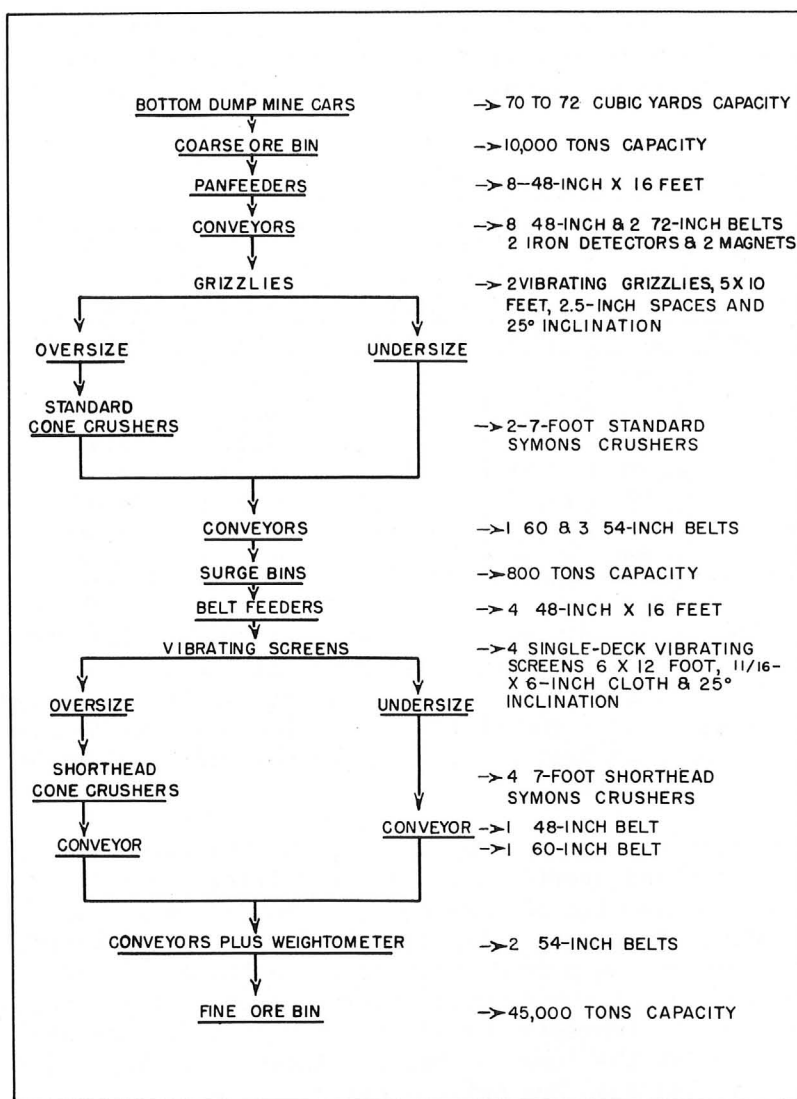 BOTTOM DUMP MINE CARS
→70 TO 72 CUBIC YARDS CAPACITY
COARSE ORE BIN
→10,000 TONS CAPACITY
PANFEEDERS
→8-48-INCH X 16 FEET
CONVEYORS
→8 48-INCH & 2 72-INCH BELTS
2 IRON DETECTORS & 2 MAGNETS
GRIZZLIES
→2 VIBRATING GRIZZLIES, 5X10
FEET, 2.5-INCH SPACES AND
25° INCLINATION
OVERSIZE
UNDERSIZE
STANDARD
CONE CRUSHERS
→2-7-FOOT STANDARD
SYMONS CRUSHERS
CONVEYORS
→1 60 & 3 54-INCH BELTS
SURGE BINS
→800 TONS CAPACITY
BELT FEEDERS
→4 48-INCH X 16 FEET
VIBRATING SCREENS
→4 SINGLE-DECK VIBRATING
SCREENS 6 X 12 FOOT, 11/16-
X 6-INCH CLOTH & 25°
INCLINATION
OVERSIZE
UNDERSIZE
SHORTHEAD
CONE CRUSHERS
→4 7-FOOT SHORTHEAD
SYMONS CRUSHERS
CONVEYOR
→1 48-INCH BELT
CONVEYOR
→1 60-INCH BELT
CONVEYORS PLUS WEIGHTOMETER
→2 54-INCH BELTS
FINE ORE BIN
→45,000 TONS CAPACITY